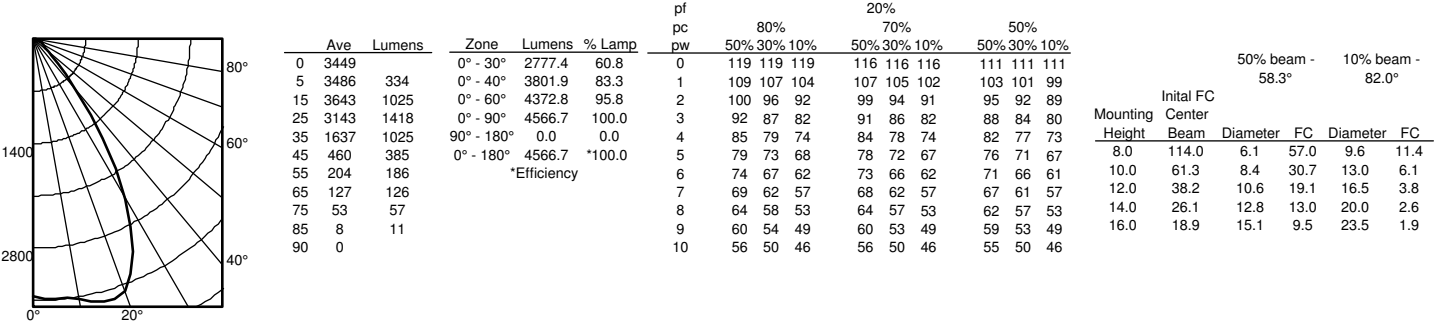 80°
60°
40°
20°
0°
1400
2800
Ave Lumens
0 3449
5 3486 334
15 3643 1025
25 3143 1418
35 1637 1025
45 460 385
55 204 186
65 127 126
75 53 57
85 8 11
90 0
Zone Lumens % Lamp
0° - 30° 2777.4 60.8
0° - 40° 3801.9 83.3
0° - 60° 4372.8 95.8
0° - 90° 4566.7 100.0
90° - 180° 0.0 0.0
0° - 180° 4566.7 *100.0
*Efficiency
pf 20%
pc 80% 70% 50%
pw 50% 30% 10% 50% 30% 10% 50% 30% 10%
0 119 119 119 116 116 116 111 111 111
1 109 107 104 107 105 102 103 101 99
2 100 96 92 99 94 91 95 92 89
3 92 87 82 91 86 82 88 84 80
4 85 79 74 84 78 74 82 77 73
5 79 73 68 78 72 67 76 71 67
6 74 67 62 73 66 62 71 66 61
7 69 62 57 68 62 57 67 61 57
8 64 58 53 64 57 53 62 57 53
9 60 54 49 60 53 49 59 53 49
10 56 50 46 56 50 46 55 50 46
50% beam - 10% beam -
58.3° 82.0°
Inital FC
Mounting Center
Height Beam Diameter FC Diameter FC
8.0 114.0 6.1 57.0 9.6 11.4
10.0 61.3 8.4 30.7 13.0 6.1
12.0 38.2 10.6 19.1 16.5 3.8
14.0 26.1 12.8 13.0 20.0 2.6
16.0 18.9 15.1 9.5 23.5 1.9